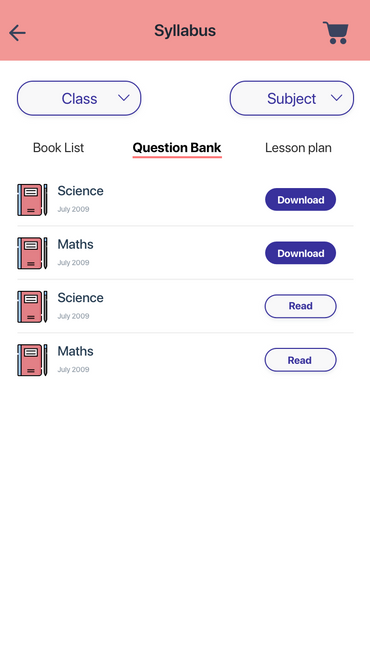 Syllabus
Class
Subject
Book List
Question Bank
Lesson plan
Science
July 2009
Download
Maths
July 2009
Download
Science
July 2009
Read
Maths
July 2009
Read